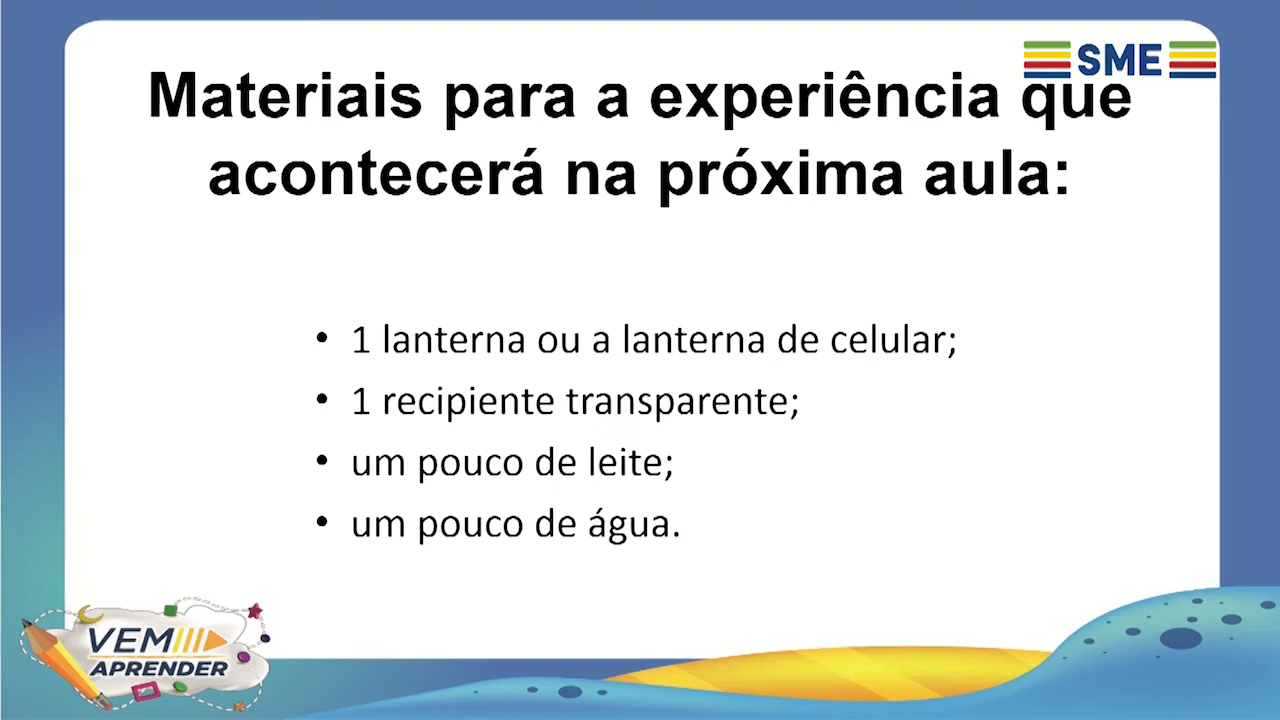 SME
Materiais para a experiência que
acontecerá na próxima aula:
• 1 lanterna ou a lanterna de celular;
• 1 recipiente transparente;
• um pouco de leite;
• um pouco de água.
VEM
APRENDER